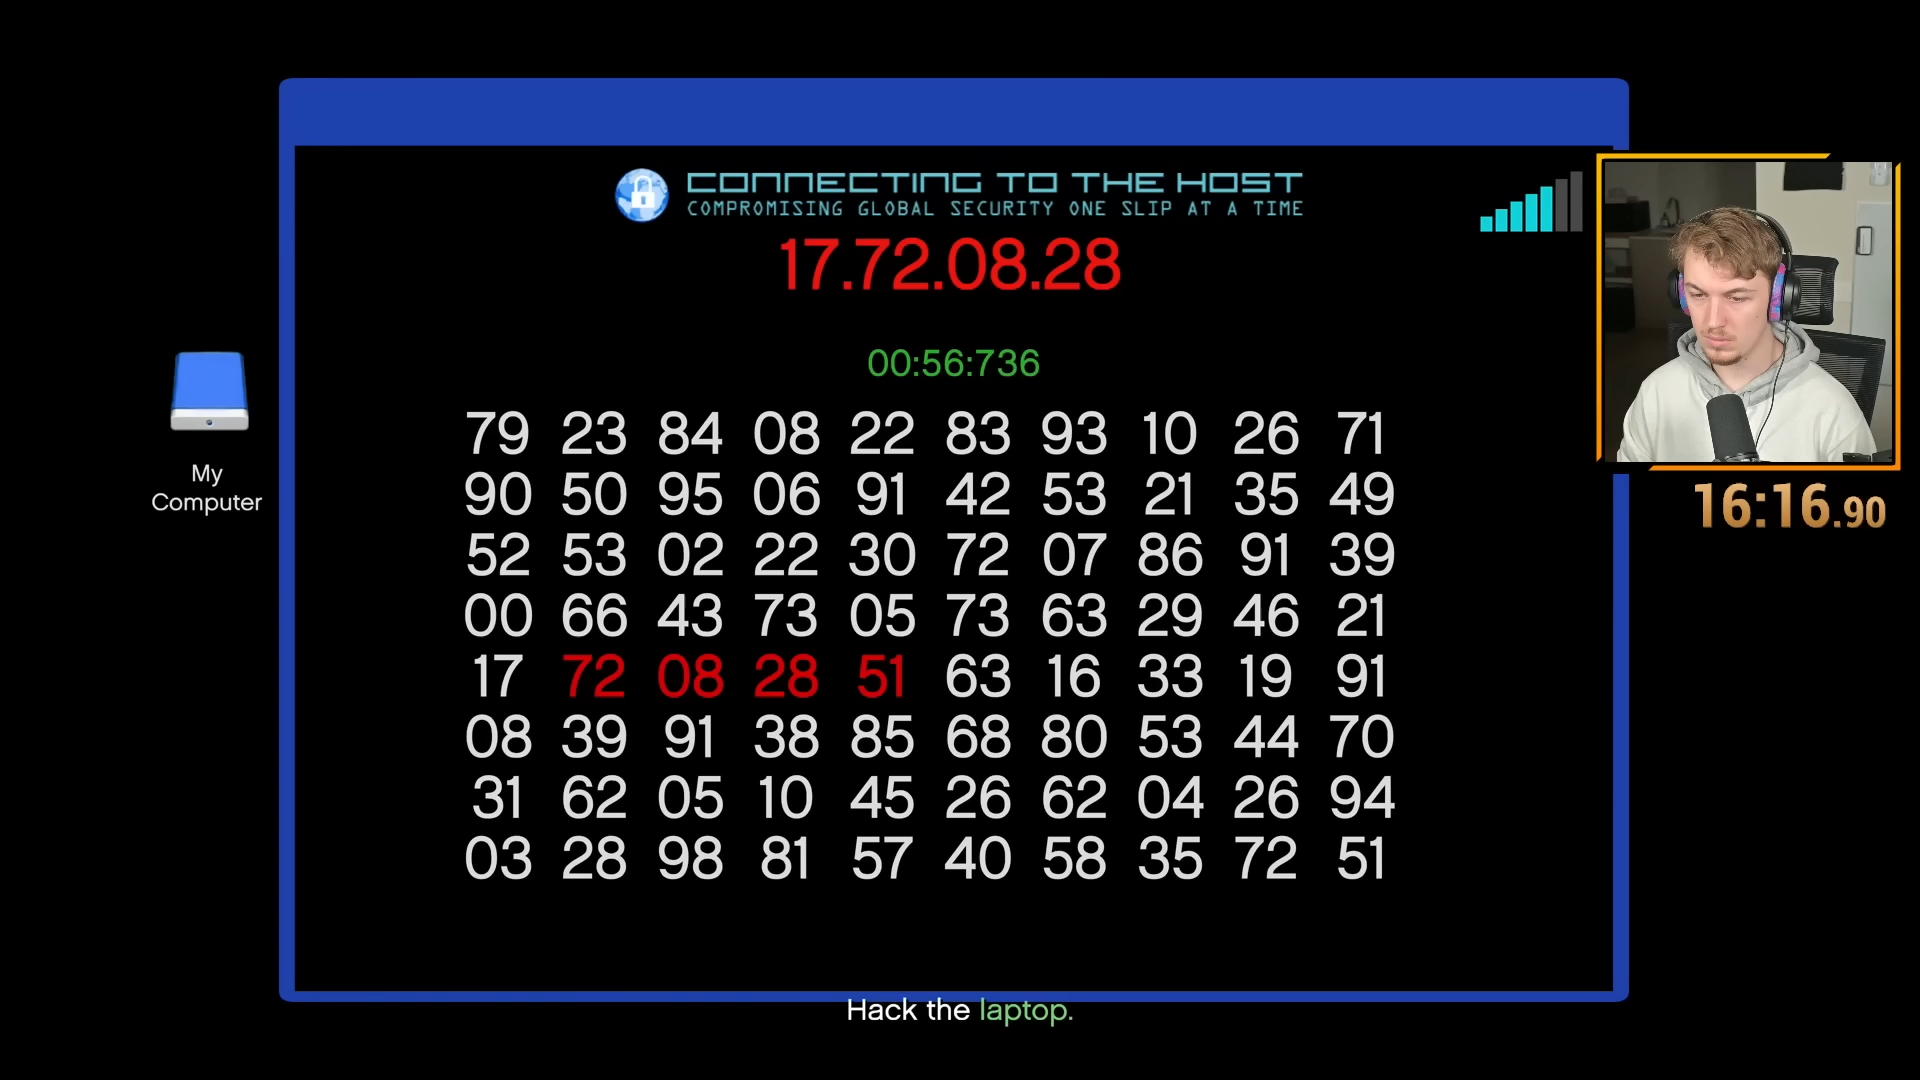 CONNECTING TO THE HOST
COMPROMISING GLOBAL SECURITY ONE SLIP AT A TIME
17.72.08.28
00:56:736
79 23 84 08 22 83 93 10 26 71
90 50 95 06 91 42 53 21 35 49
52 53 02 22 30 72 07 86 91 39
00 66 43 73 05 73 63 29 46 21
17 72 08 28 51 63 16 33 19 91
08 39 91 38 85 68 80 53 44 70
31 62 05 10 45 26 62 04 26 94
03 28 98 81 57 40 58 35 72 51
My
Computer
16:16.90
Hack the laptop.